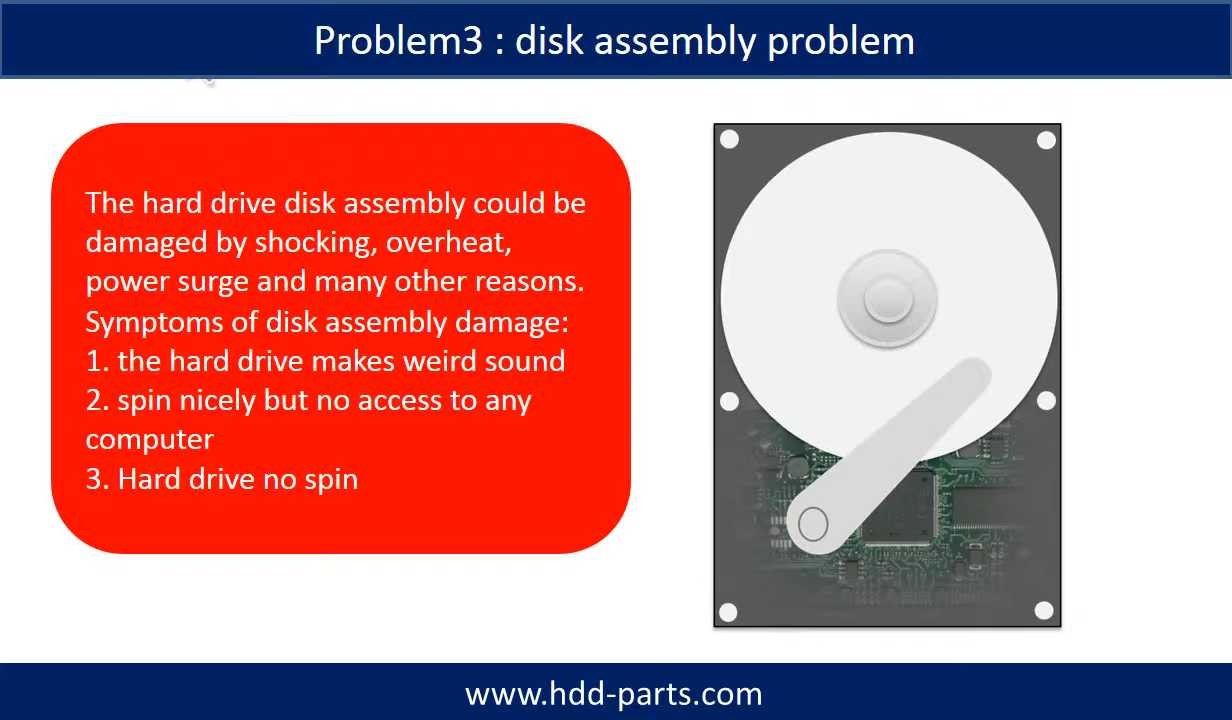 Problem3 : disk assembly problem
The hard drive disk assembly could be
damaged by shocking, overheat,
power surge and many other reasons.
Symptoms of disk assembly damage:
1. the hard drive makes weird sound
2. spin nicely but no access to any
computer
3. Hard drive no spin
www.hdd-parts.com